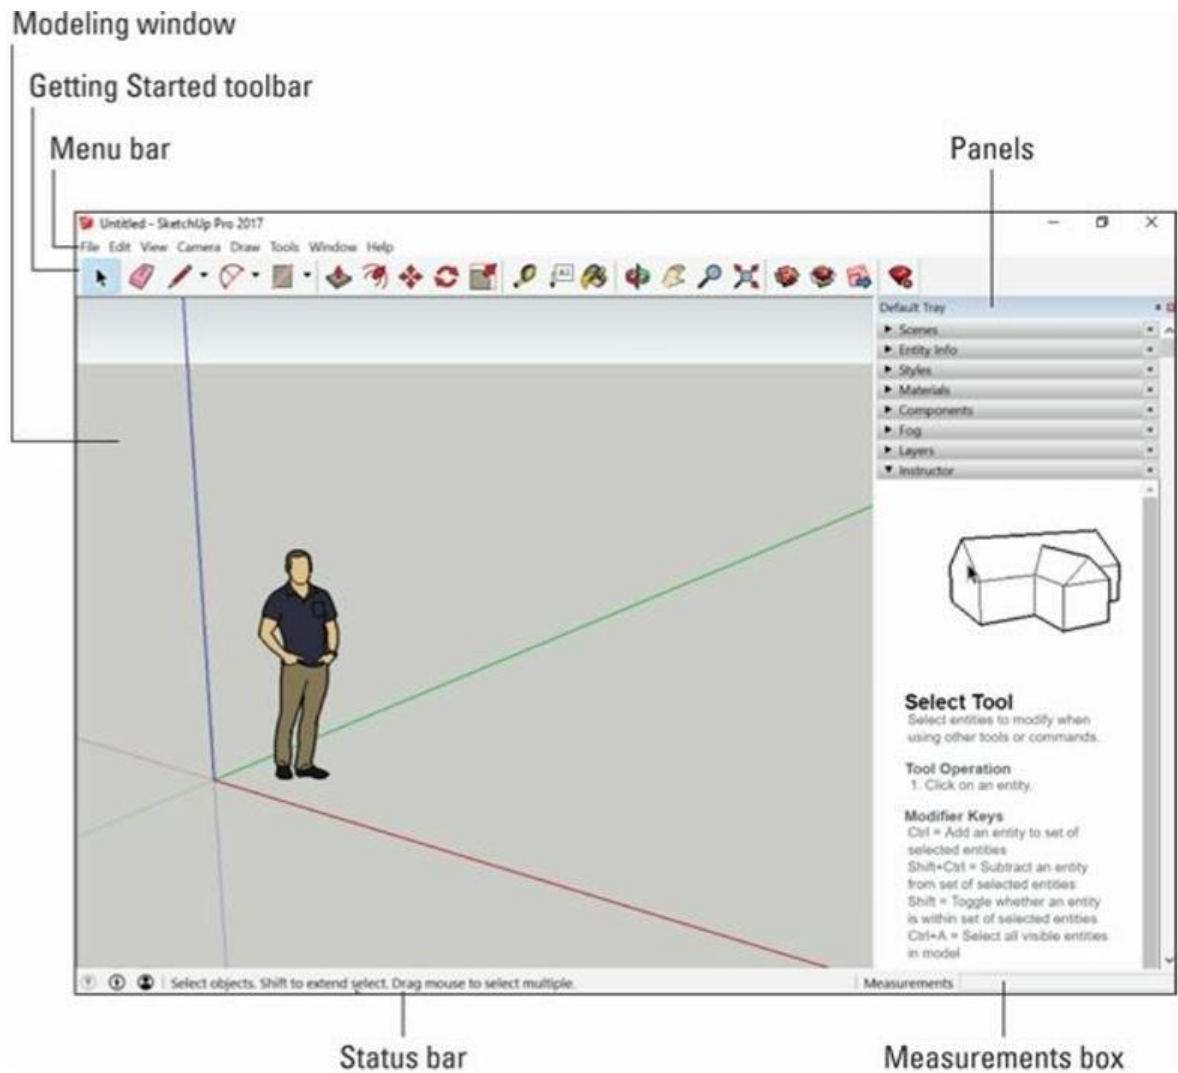 Modeling window
Getting Started toolbar
Menu bar
Panels
Untitled - SketchUp Pro 2017
File Edit View Camera Draw Tools Window Help
A1
Default Tray
Scenes
Entity Info
Styles
Materials
Components
Fog
Layers
Instructor
Select Tool
Select entities to modify when
using other tools or commands.
Tool Operation
1. Click on an entity.
Modifier Keys
Ctrl = Add an entity to set of
selected entities
Shift+Ctrl = Subtract an entity
from set of selected entities
Shift = Toggle whether an entity
is within set of selected entities
Ctrl+A = Select all visible entities
in model
Select objects. Shift to extend select. Drag mouse to select multiple.
Measurements
Status bar
Measurements box